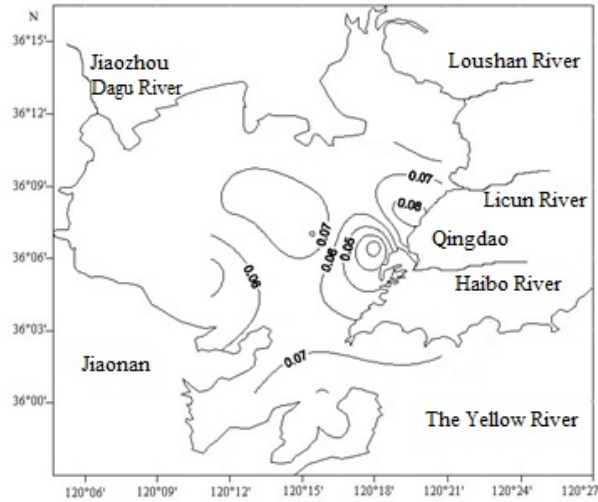 N
36°15'
36°12'
36°09'
36°06'
36°03'
36°00'
Jiaozhou
Dagu River
Loushan River
0.07
0.08
Licun River
Qingdao
0.07
0.06
0.05
Haibo River
0.06
Jiaonan
0.07
The Yellow River
120°06' 120°12' 120°15' 120°18' 120°21' 120°24' 120°27